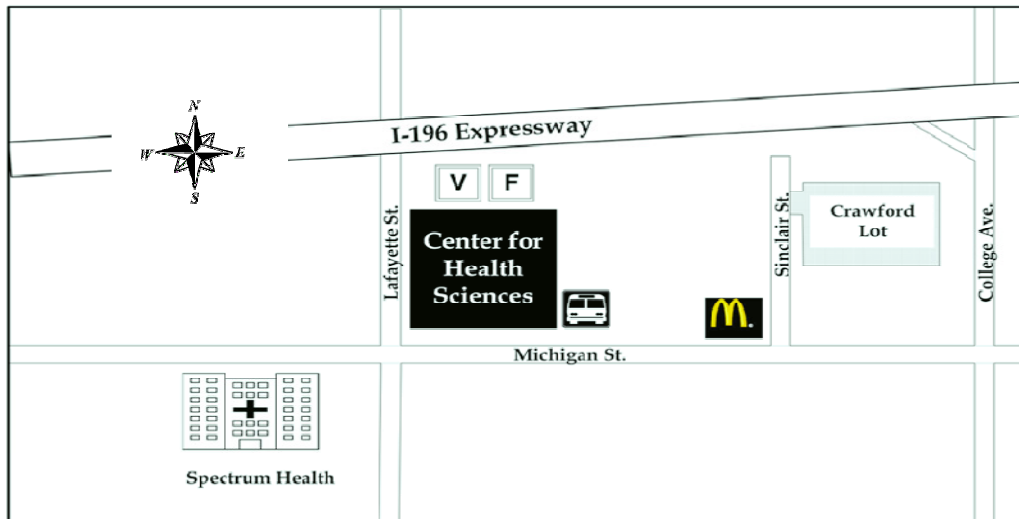 I-196 Expressway
N
W E
S
V F
Lafayette St.
Center for
Health
Sciences
Sinclair St.
Crawford
Lot
College Ave.
M.
Michigan St.
Spectrum Health